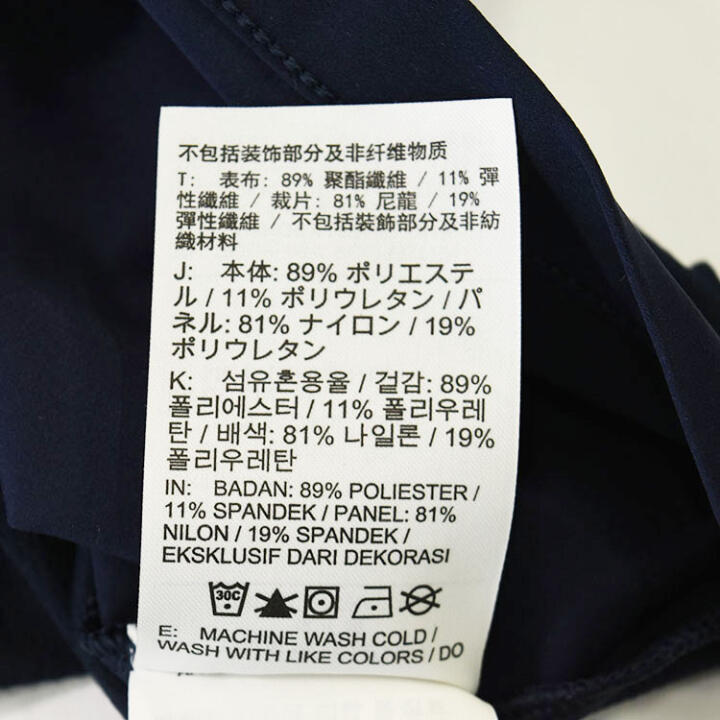 不包括装饰部分及非纤维物质
T: 表布: 89% 聚酯纖維 / 11% 彈
性纖維 / 裁片: 81% 尼龍 / 19%
彈性纖維 / 不包括裝飾部分及非紡
織材料
J: 本体: 89% ポリエステ
ル / 11% ポリウレタン / パ
ネル: 81% ナイロン / 19%
ポリウレタン
K: 섬유혼용율 / 겉감: 89%
폴리에스터 / 11% 폴리우레
탄 / 배색: 81% 나일론 / 19%
폴리우레탄
IN: BADAN: 89% POLIESTER /
11% SPANDEK / PANEL: 81%
NILON / 19% SPANDEK /
EKSKLUSIF DARI DEKORASI
30C
E: MACHINE WASH COLD /
WASH WITH LIKE COLORS / DO